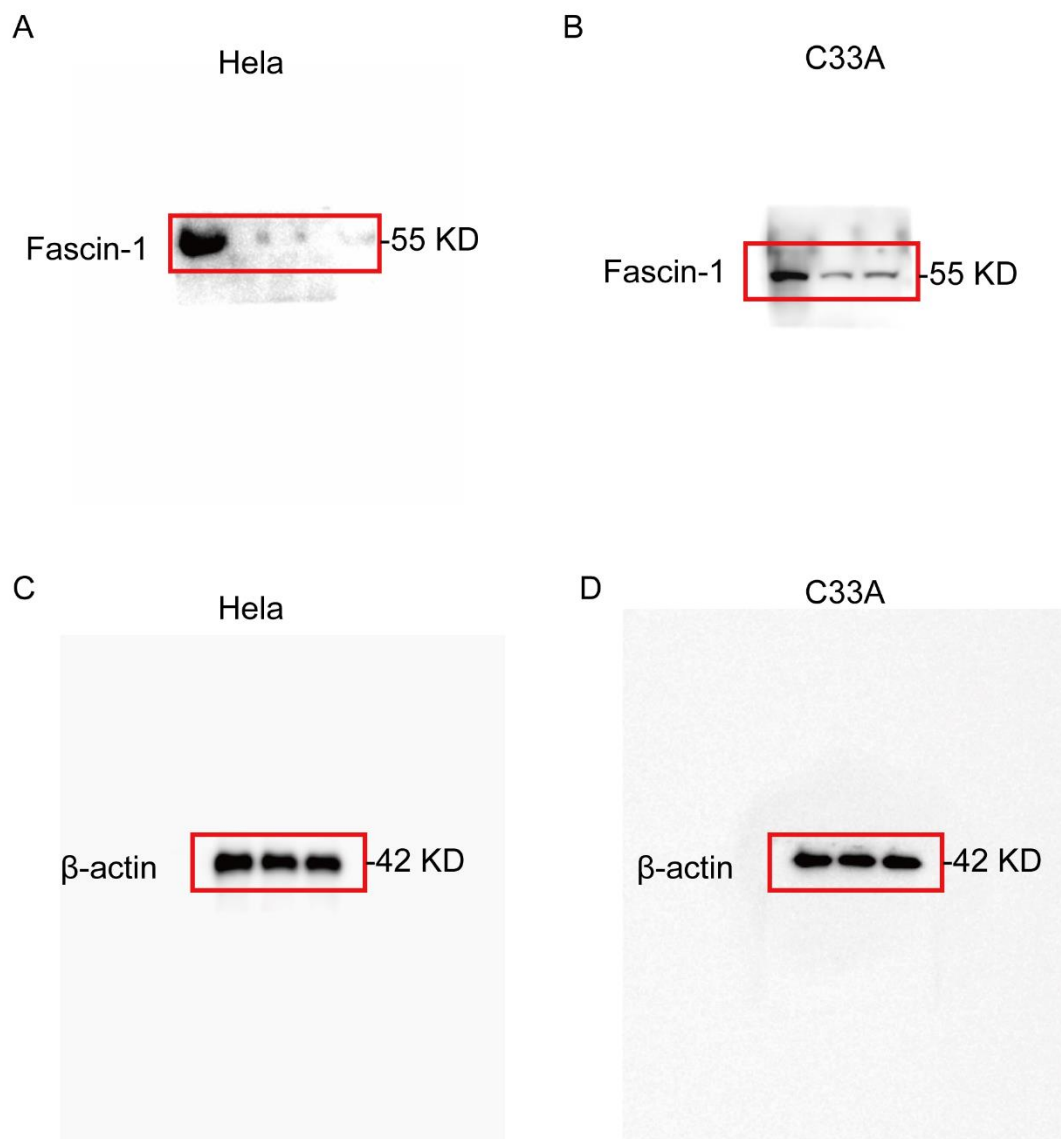 A
Hela
Fascin-1
-55 KD
B
C33A
Fascin-1
-55 KD
C
Hela
β-actin
-42 KD
D
C33A
β-actin
-42 KD